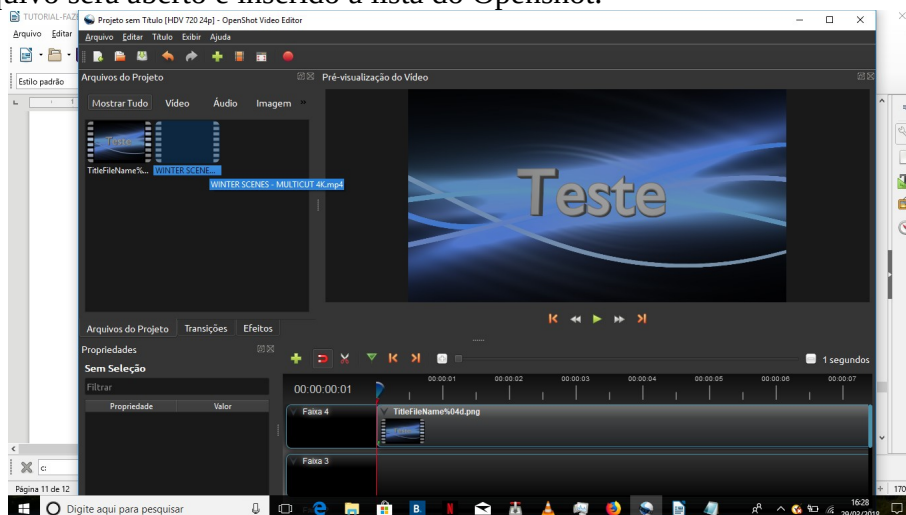 quivo será aberto e inserido à lista do Openshot.
TUTORIAL-FAZE
Projeto sem Título [HDV 720 24p] - OpenShot Video Editor
Arquivo Editar
Arquivo Editar Título Exibir Ajuda
Estilo padrão
Arquivos do Projeto
Pré-visualização do Vídeo
Mostrar Tudo Vídeo Áudio Imagem »
Teste
TitleFileName%... WINTER SCENE...
WINTER SCENES - MULTICUT 4K.mp4
Teste
Arquivos do Projeto Transições Efeitos
Propriedades
Sem Seleção
1 segundos
Filtrar
00:00:00:01
00:00:01 00:00:02 00:00:03 00:00:04 00:00:05 00:00:06 00:00:07
Propriedade Valor
Faixa 4
TitleFileName%04d.png
Faixa 3
c:
Página 11 de 12
170
Digite aqui para pesquisar
B.
N
16:28
29/03/2018